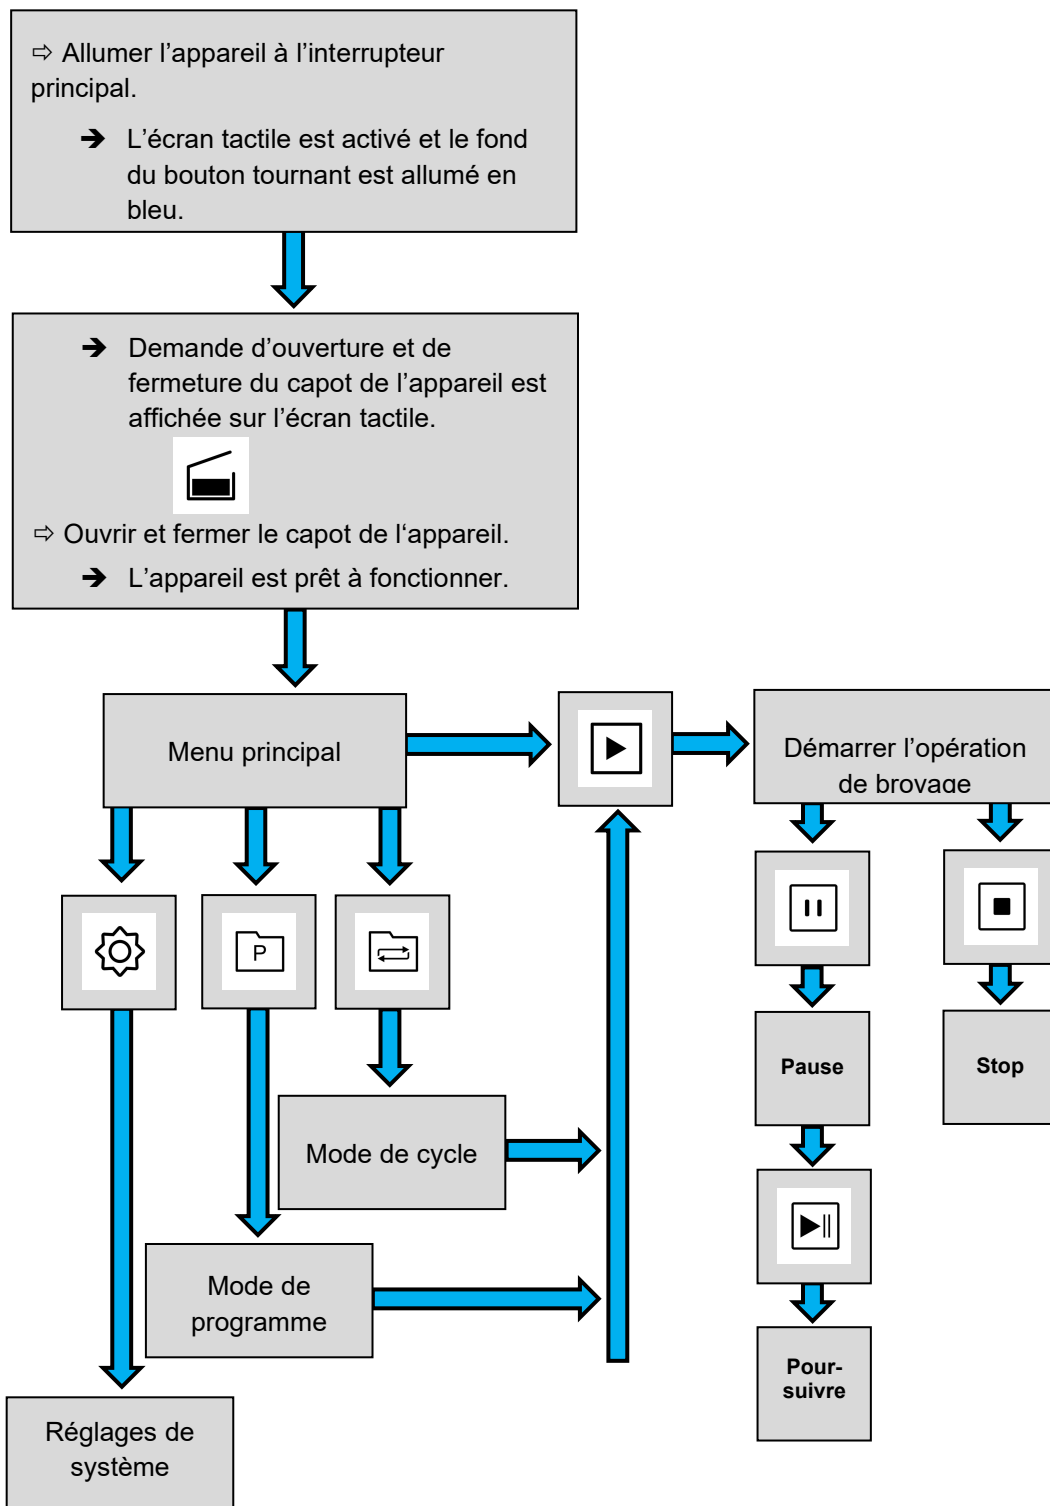 ⇨ Allumer l’appareil à l’interrupteur
principal.
➔ L’écran tactile est activé et le fond
du bouton tournant est allumé en
bleu.
➔ Demande d’ouverture et de
fermeture du capot de l’appareil est
affichée sur l’écran tactile.
⇨ Ouvrir et fermer le capot de l‘appareil.
➔ L’appareil est prêt à fonctionner.
Menu principal
Démarrer l’opération
de broyage
P
Pause
Stop
Mode de cycle
Mode de
programme
Pour-
suivre
Réglages de
système